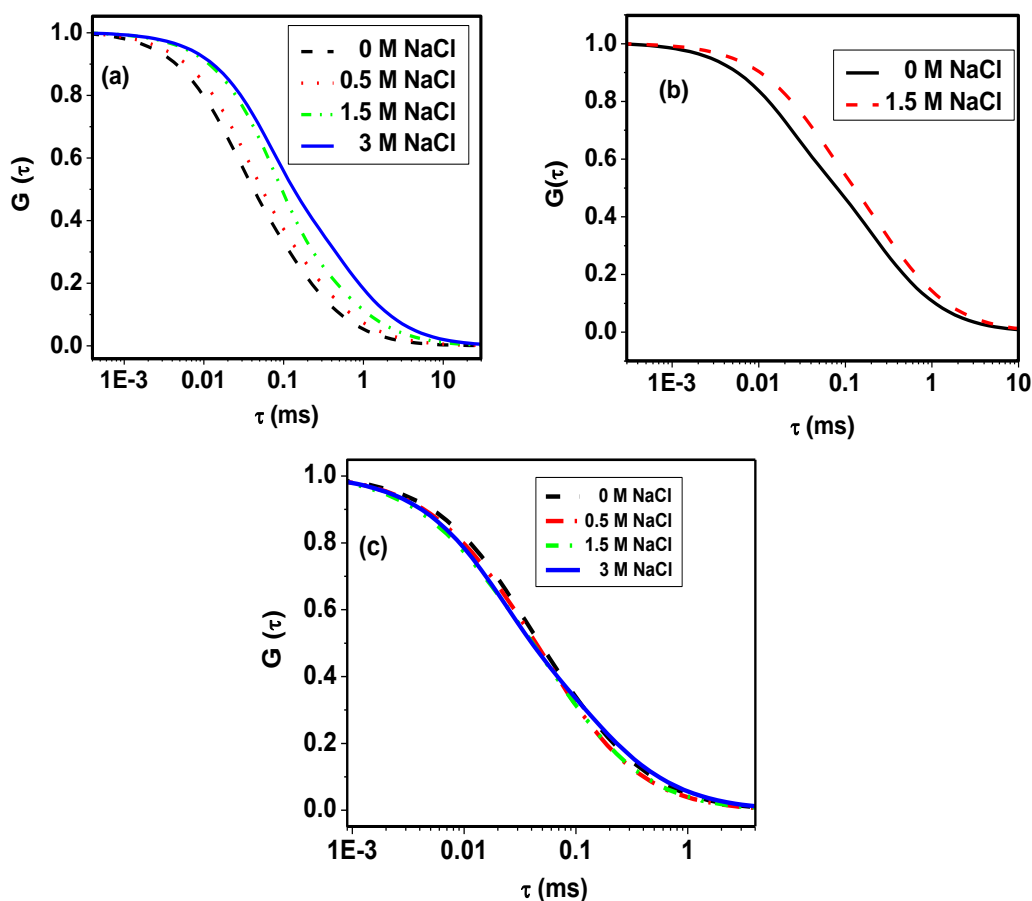 (a)
0 M NaCl
0.5 M NaCl
1.5 M NaCl
3 M NaCl
G (τ)
1.0
0.8
0.6
0.4
0.2
0.0
1E-3 0.01 0.1 1 10
τ (ms)
(b)
0 M NaCl
1.5 M NaCl
G(τ)
1.0
0.8
0.6
0.4
0.2
0.0
1E-3 0.01 0.1 1 10
τ (ms)
(c)
0 M NaCl
0.5 M NaCl
1.5 M NaCl
3 M NaCl
G (τ)
1.0
0.8
0.6
0.4
0.2
0.0
1E-3 0.01 0.1 1
τ (ms)